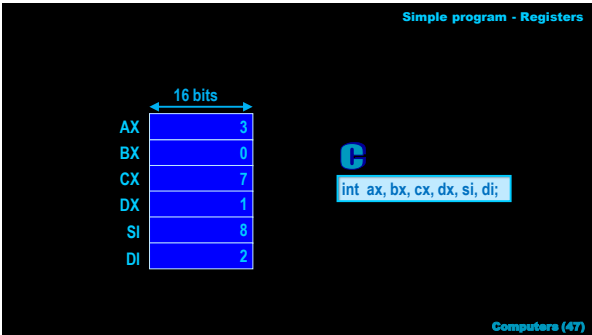 Simple program - Registers
16 bits
AX 3
BX 0
CX 7
DX 1
SI 8
DI 2
C
int ax, bx, cx, dx, si, di;
Computers (47)